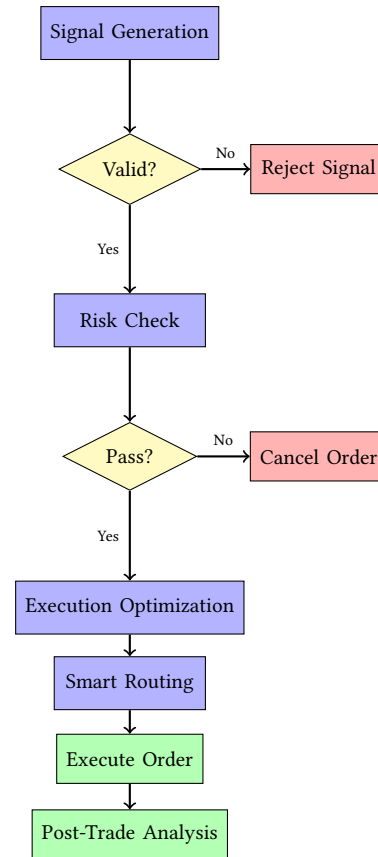 Signal Generation
Valid?
No
Reject Signal
Yes
Risk Check
Pass?
No
Cancel Order
Yes
Execution Optimization
Smart Routing
Execute Order
Post-Trade Analysis